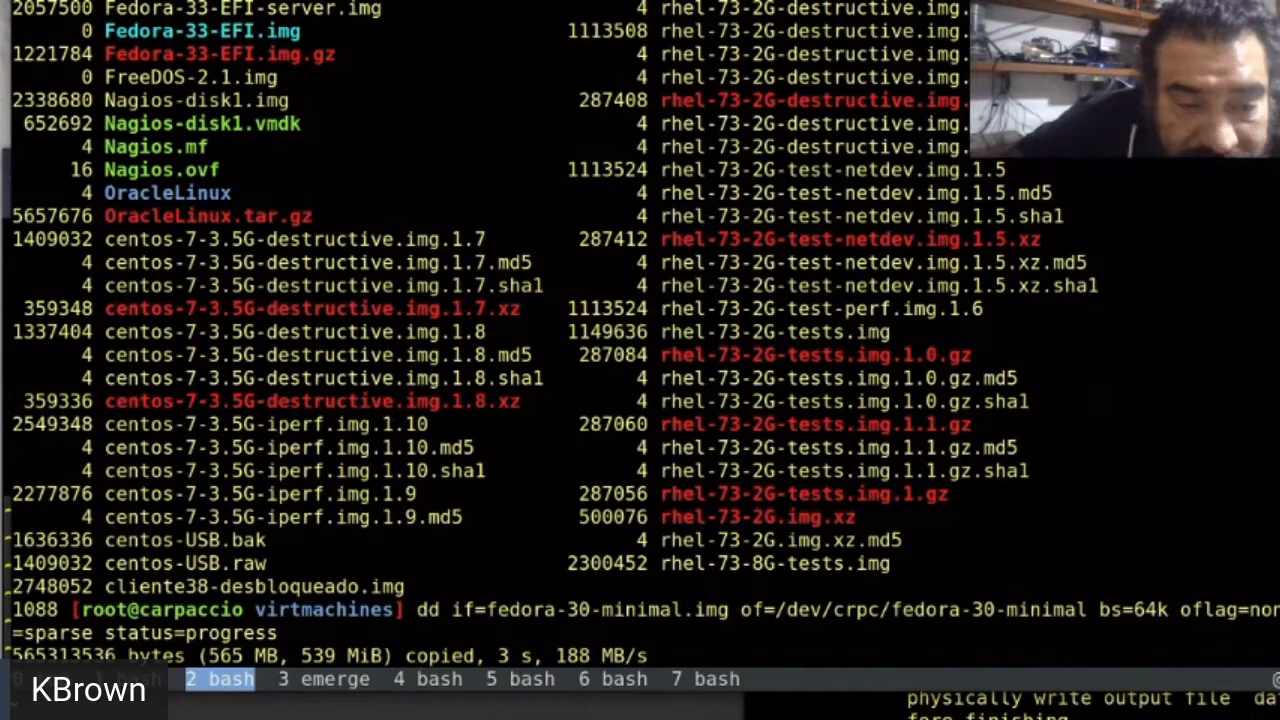 2057500 Fedora-33-EFI-server.img 4 rhel-73-2G-destructive.img.
0 Fedora-33-EFI.img 1113508 rhel-73-2G-destructive.img.
1221784 Fedora-33-EFI.img.gz 4 rhel-73-2G-destructive.img.
0 FreeDOS-2.1.img 4 rhel-73-2G-destructive.img.
2338680 Nagios-disk1.img 287408 rhel-73-2G-destructive.img.
652692 Nagios-disk1.vmdk 4 rhel-73-2G-destructive.img.
4 Nagios.mf 4 rhel-73-2G-destructive.img.
16 Nagios.ovf 1113524 rhel-73-2G-test-netdev.img.1.5
4 OracleLinux 4 rhel-73-2G-test-netdev.img.1.5.md5
5657676 OracleLinux.tar.gz 4 rhel-73-2G-test-netdev.img.1.5.sha1
1409032 centos-7-3.5G-destructive.img.1.7 287412 rhel-73-2G-test-netdev.img.1.5.xz
4 centos-7-3.5G-destructive.img.1.7.md5 4 rhel-73-2G-test-netdev.img.1.5.xz.md5
4 centos-7-3.5G-destructive.img.1.7.sha1 4 rhel-73-2G-test-netdev.img.1.5.xz.sha1
359348 centos-7-3.5G-destructive.img.1.7.xz 1113524 rhel-73-2G-test-perf.img.1.6
1337404 centos-7-3.5G-destructive.img.1.8 1149636 rhel-73-2G-tests.img
4 centos-7-3.5G-destructive.img.1.8.md5 287084 rhel-73-2G-tests.img.1.0.gz
4 centos-7-3.5G-destructive.img.1.8.sha1 4 rhel-73-2G-tests.img.1.0.gz.md5
359336 centos-7-3.5G-destructive.img.1.8.xz 4 rhel-73-2G-tests.img.1.0.gz.sha1
2549348 centos-7-3.5G-iperf.img.1.10 287060 rhel-73-2G-tests.img.1.1.gz
4 centos-7-3.5G-iperf.img.1.10.md5 4 rhel-73-2G-tests.img.1.1.gz.md5
4 centos-7-3.5G-iperf.img.1.10.sha1 4 rhel-73-2G-tests.img.1.1.gz.sha1
2277876 centos-7-3.5G-iperf.img.1.9 287056 rhel-73-2G-tests.img.1.gz
4 centos-7-3.5G-iperf.img.1.9.md5 500076 rhel-73-2G.img.xz
1636336 centos-USB.bak 4 rhel-73-2G.img.xz.md5
1409032 centos-USB.raw 2300452 rhel-73-8G-tests.img
2748052 cliente38-desbloqueado.img
1088 [root@carpaccio virtmachines] dd if=fedora-30-minimal.img of=/dev/crpc/fedora-30-minimal bs=64k oflag=non
=sparse status=progress
565313536 bytes (565 MB, 539 MiB) copied, 3 s, 188 MB/s
bash 2 bash 3 emerge 4 bash 5 bash 6 bash 7 bash
KBrown
physically write output file da
fore finishing